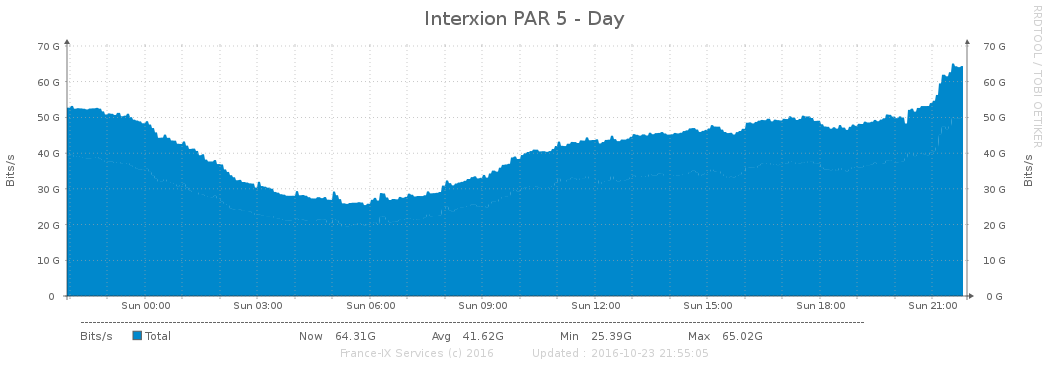 Interxion PAR 5 - Day
RRDTOOL / TOBI OETIKER
70 G 70 G
60 G 60 G
50 G 50 G
40 G 40 G
30 G 30 G
20 G 20 G
10 G 10 G
0 0 G
Bits/s
Bits/s
Sun 00:00 Sun 03:00 Sun 06:00 Sun 09:00 Sun 12:00 Sun 15:00 Sun 18:00 Sun 21:00
Bits/s Total Now 64.31G Avg 41.62G Min 25.39G Max 65.02G
France-IX Services (c) 2016 Updated : 2016-10-23 21:55:05